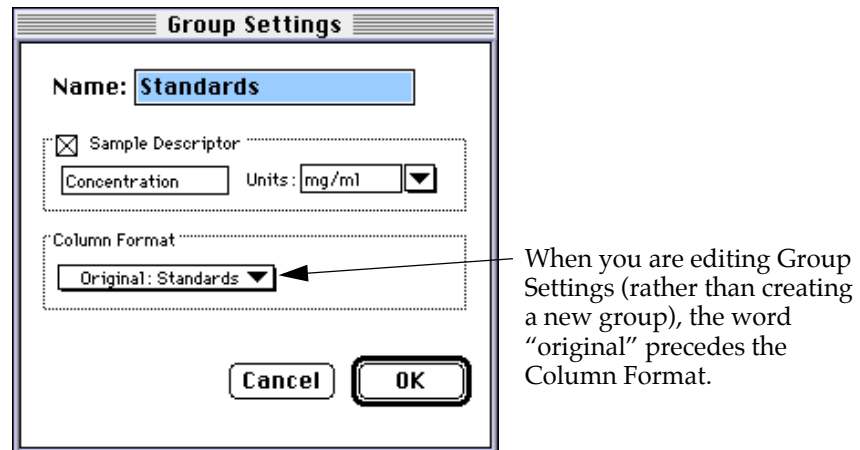 Group Settings
Name: Standards
Sample Descriptor
Concentration Units: mg/ml
Column Format
Original: Standards
When you are editing Group
Settings (rather than creating
a new group), the word
“original” precedes the
Column Format.
Cancel OK